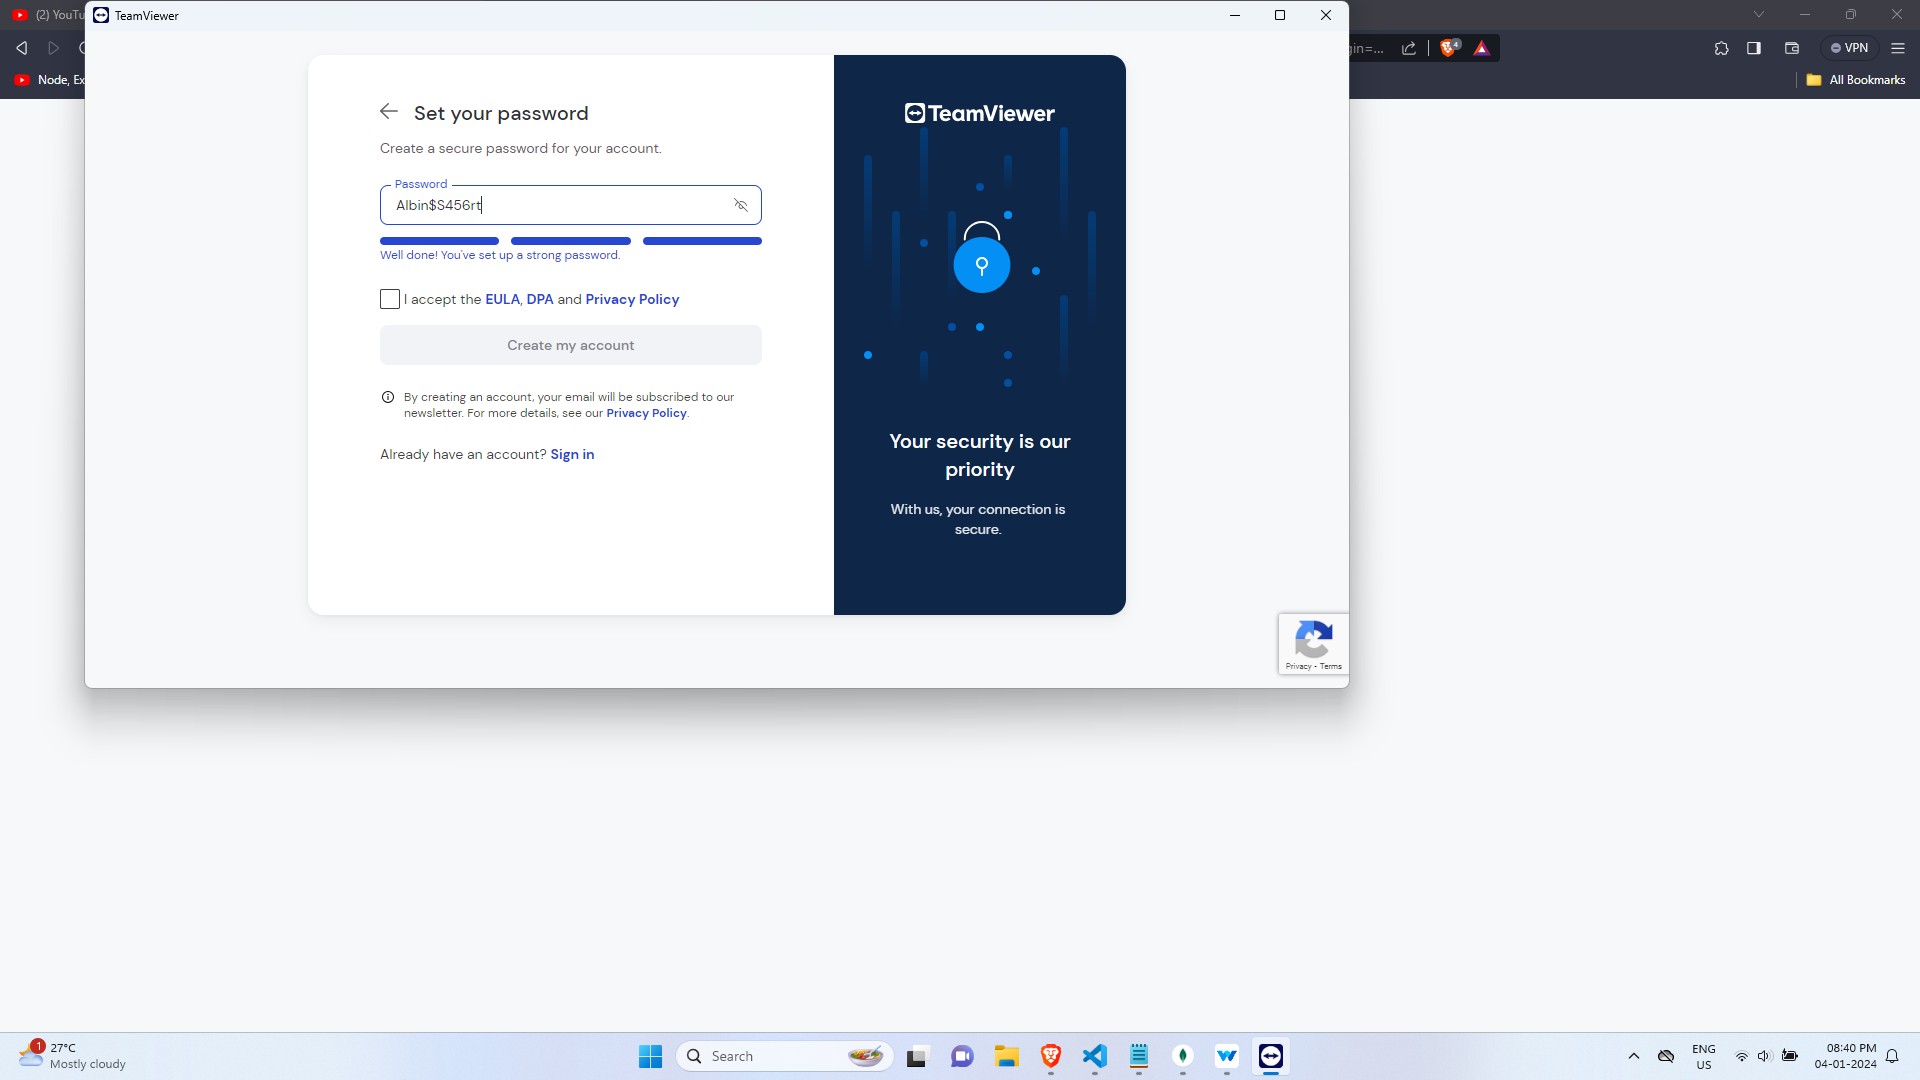 (2) YouTu
TeamViewer
gin=...
4
VPN
Node, Ex
All Bookmarks
Set your password
Create a secure password for your account.
Password
Albin$S456rt
Well done! You've set up a strong password.
I accept the EULA, DPA and Privacy Policy
Create my account
By creating an account, your email will be subscribed to our
newsletter. For more details, see our Privacy Policy.
Already have an account? Sign in
TeamViewer
Your security is our
priority
With us, your connection is
secure.
Privacy - Terms
1
27°C
Mostly cloudy
Search
ENG
US
08:40 PM
04-01-2024